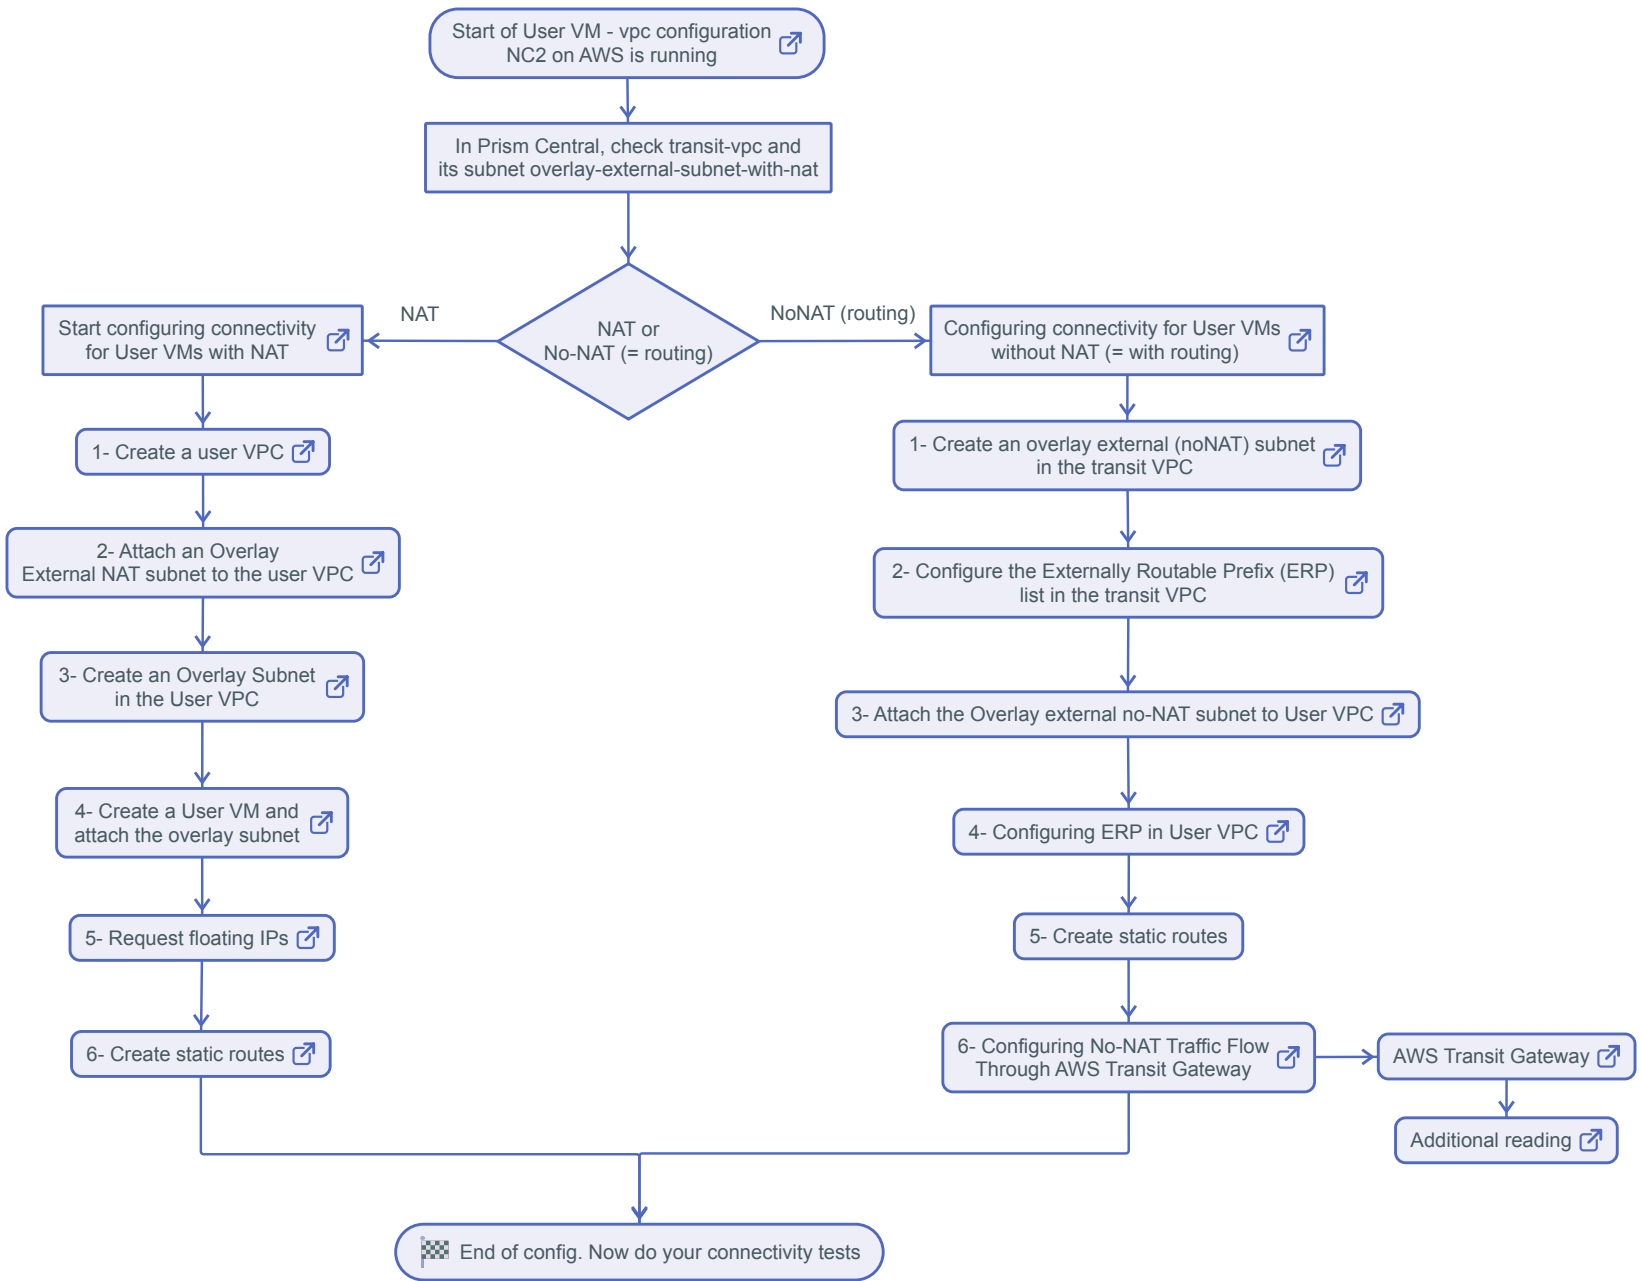 Start of User VM - vpc configuration
NC2 on AWS is running
In Prism Central, check transit-vpc and
its subnet overlay-external-subnet-with-nat
NAT or
No-NAT (= routing)
NAT
NoNAT (routing)
Start configuring connectivity
for User VMs with NAT
1- Create a user VPC
2- Attach an Overlay
External NAT subnet to the user VPC
3- Create an Overlay Subnet
in the User VPC
4- Create a User VM and
attach the overlay subnet
5- Request floating IPs
6- Create static routes
Configuring connectivity for User VMs
without NAT (= with routing)
1- Create an overlay external (noNAT) subnet
in the transit VPC
2- Configure the Externally Routable Prefix (ERP)
list in the transit VPC
3- Attach the Overlay external no-NAT subnet to User VPC
4- Configuring ERP in User VPC
5- Create static routes
6- Configuring No-NAT Traffic Flow
Through AWS Transit Gateway
AWS Transit Gateway
Additional reading
End of config. Now do your connectivity tests